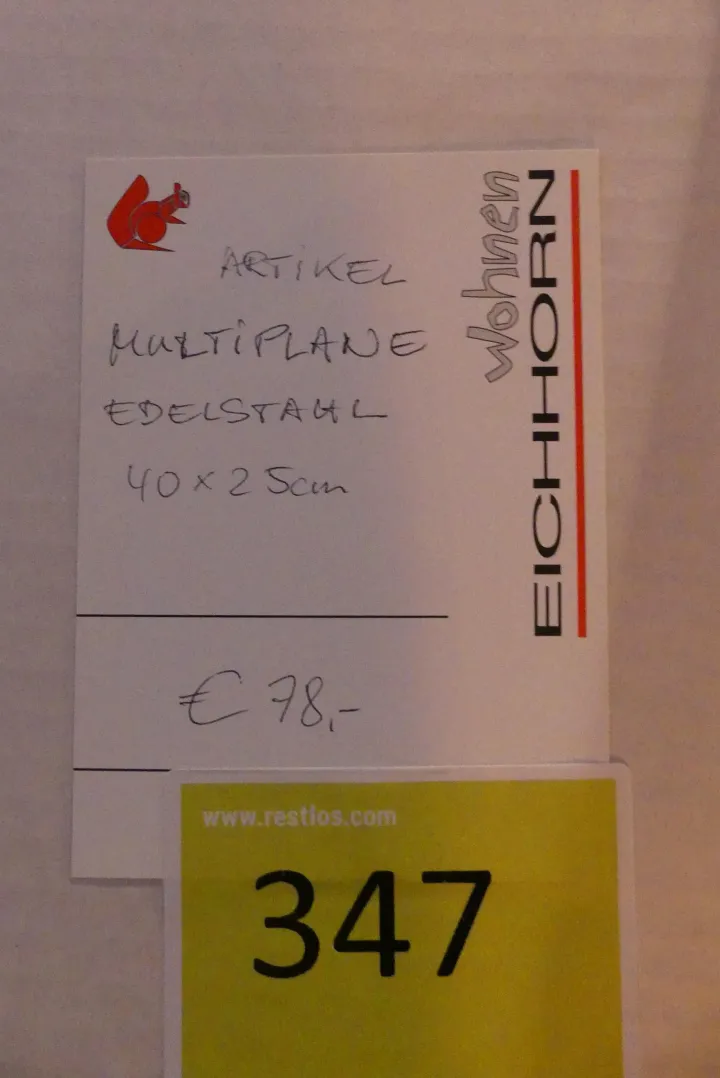 ARTIKEL
MULTIPLANE
EDELSTAHL
40 x 25cm
€ 78,-
Wohnen
EICHHORN
www.restlos.com
347